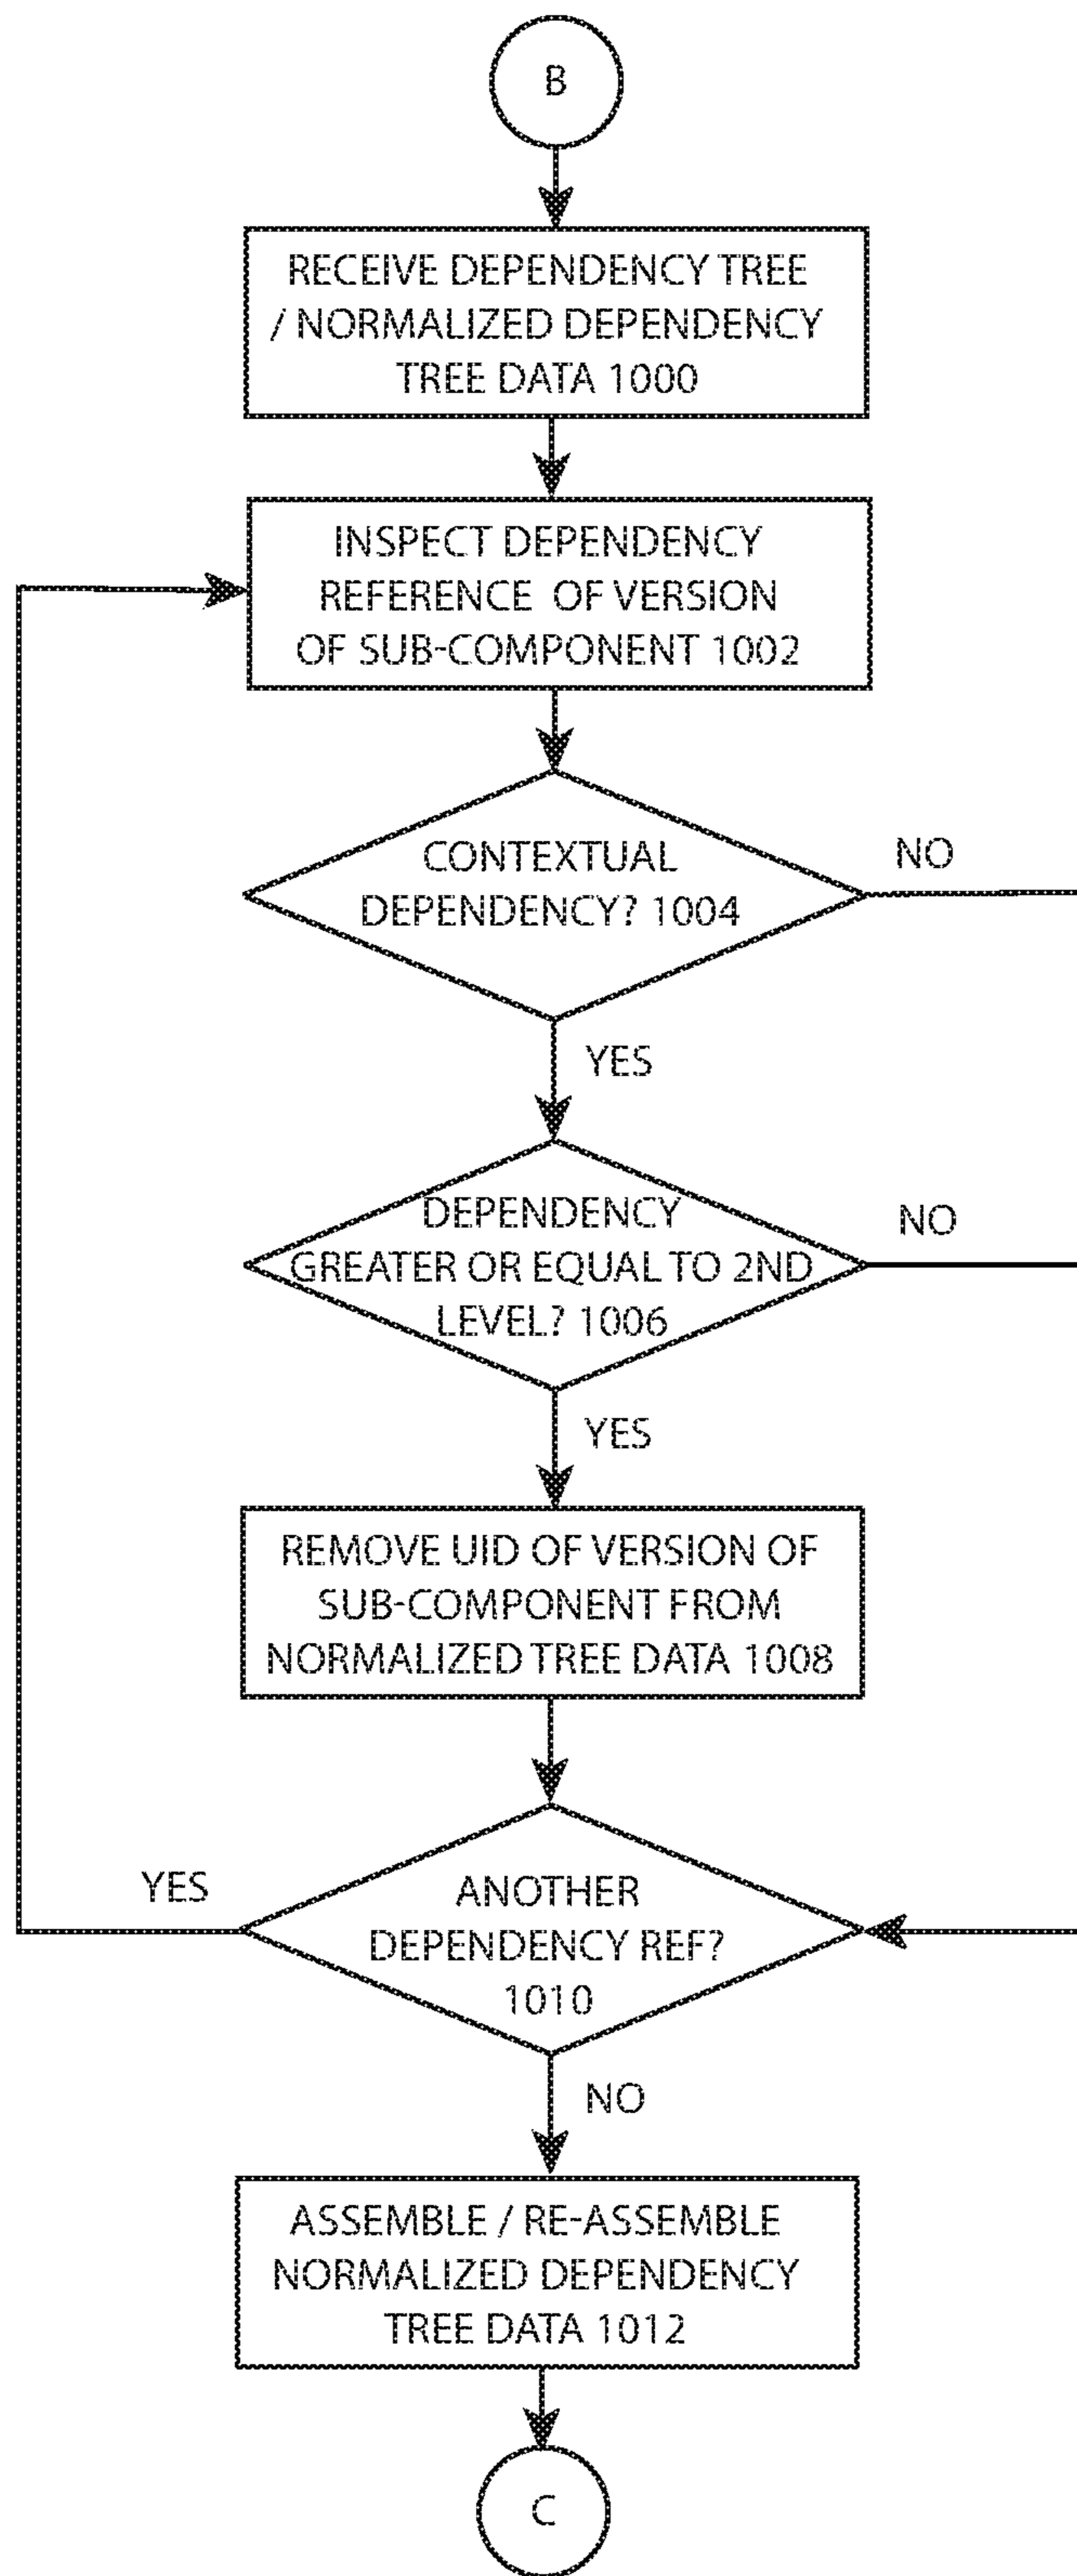 B
RECEIVE DEPENDENCY TREE
/ NORMALIZED DEPENDENCY
TREE DATA 1000
INSPECT DEPENDENCY
REFERENCE OF VERSION
OF SUB-COMPONENT 1002
CONTEXTUAL
DEPENDENCY? 1004
NO
YES
DEPENDENCY
GREATER OR EQUAL TO 2ND
LEVEL? 1006
NO
YES
REMOVE UID OF VERSION OF
SUB-COMPONENT FROM
NORMALIZED TREE DATA 1008
YES
ANOTHER
DEPENDENCY REF?
1010
NO
ASSEMBLE / RE-ASSEMBLE
NORMALIZED DEPENDENCY
TREE DATA 1012
C